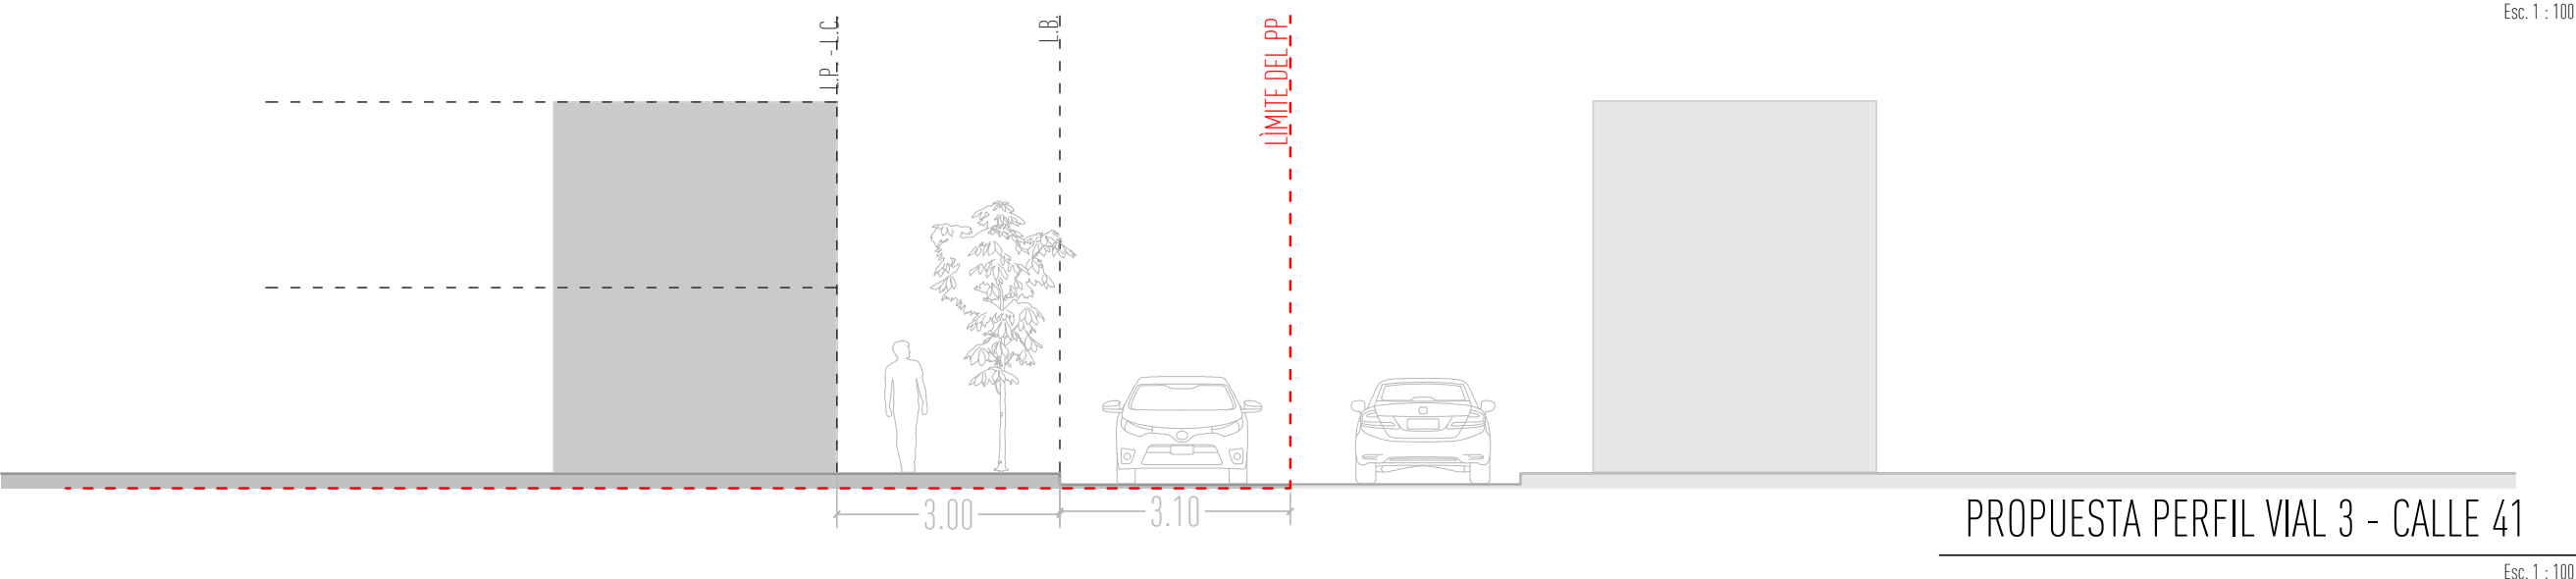 Esc. 1 : 100
L.P. - L.C.
L.B.
LÌMITE DEL PP
3.00
3.10
PROPUESTA PERFIL VIAL 3 - CALLE 41
Esc. 1 : 100